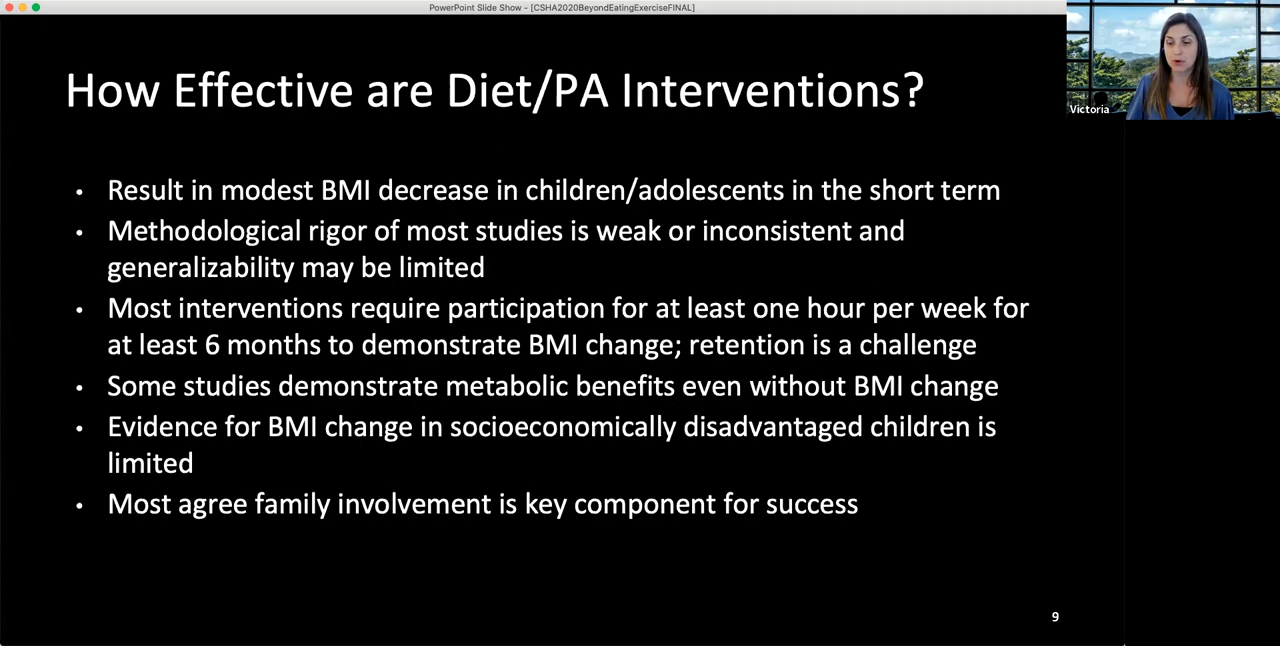 PowerPoint Slide Show - [CSHA2020BeyondEatingExerciseFINAL]
How Effective are Diet/PA Interventions?
Victoria
• Result in modest BMI decrease in children/adolescents in the short term
• Methodological rigor of most studies is weak or inconsistent and
generalizability may be limited
• Most interventions require participation for at least one hour per week for
at least 6 months to demonstrate BMI change; retention is a challenge
• Some studies demonstrate metabolic benefits even without BMI change
• Evidence for BMI change in socioeconomically disadvantaged children is
limited
• Most agree family involvement is key component for success
9